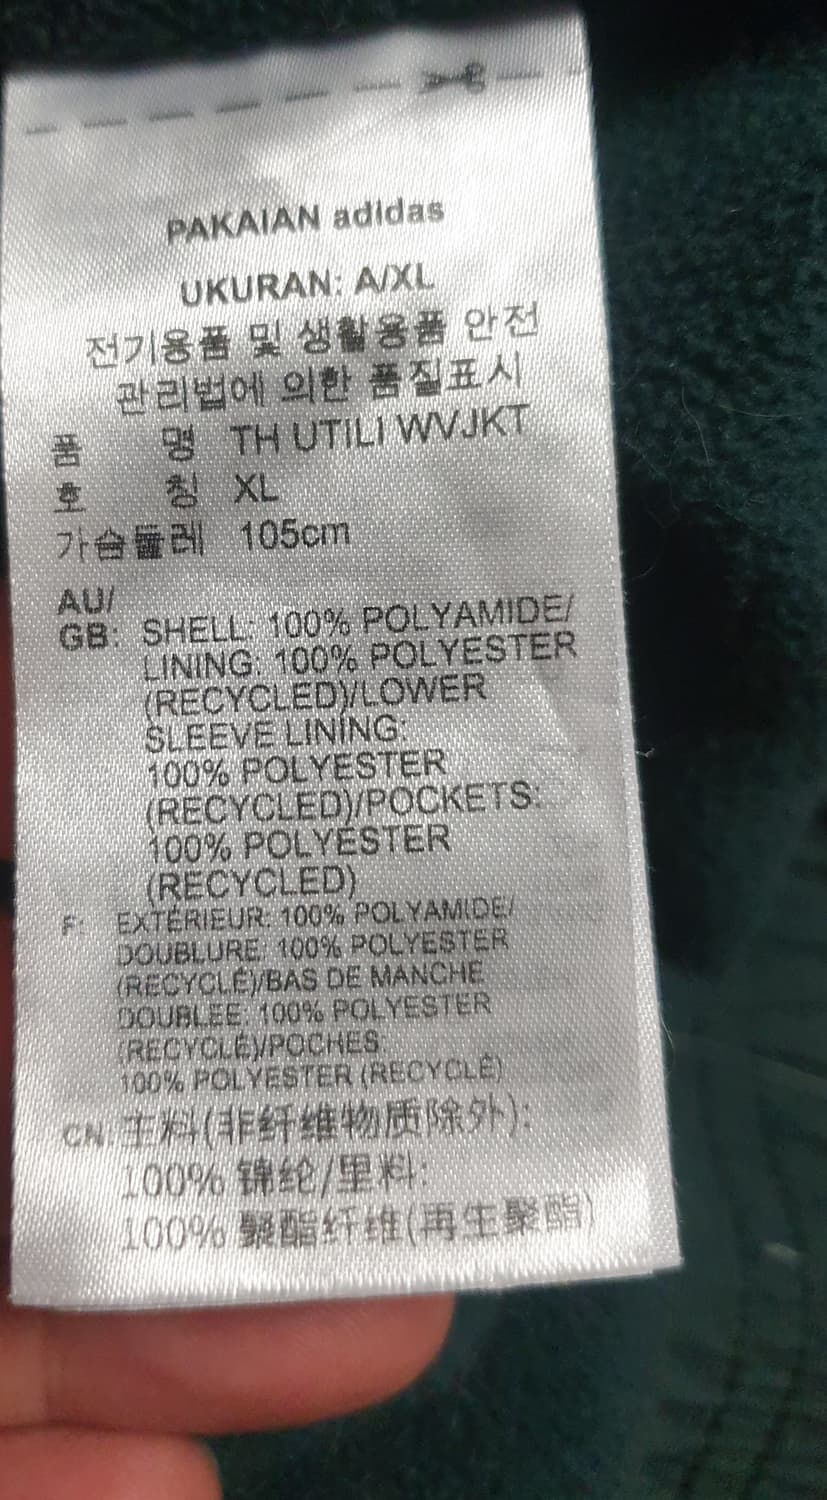 PAKAIAN adidas
UKURAN: A/XL
전기용품 및 생활용품 안전
관리법에 의한 품질표시
품 명 TH UTILI WVJKT
호 칭 XL
가슴둘레 105cm
AU/
GB: SHELL: 100% POLYAMIDE/
LINING: 100% POLYESTER
(RECYCLED)/LOWER
SLEEVE LINING:
100% POLYESTER
(RECYCLED)/POCKETS:
100% POLYESTER
(RECYCLED)
F: EXTÉRIEUR: 100% POLYAMIDE/
DOUBLURE: 100% POLYESTER
(RECYCLÉ)/BAS DE MANCHE
DOUBLEE: 100% POLYESTER
(RECYCLÉ)/POCHES:
100% POLYESTER (RECYCLÉ)
CN: 主料(非纤维物质除外):
100% 锦纶/里料:
100% 聚酯纤维(再生聚酯)